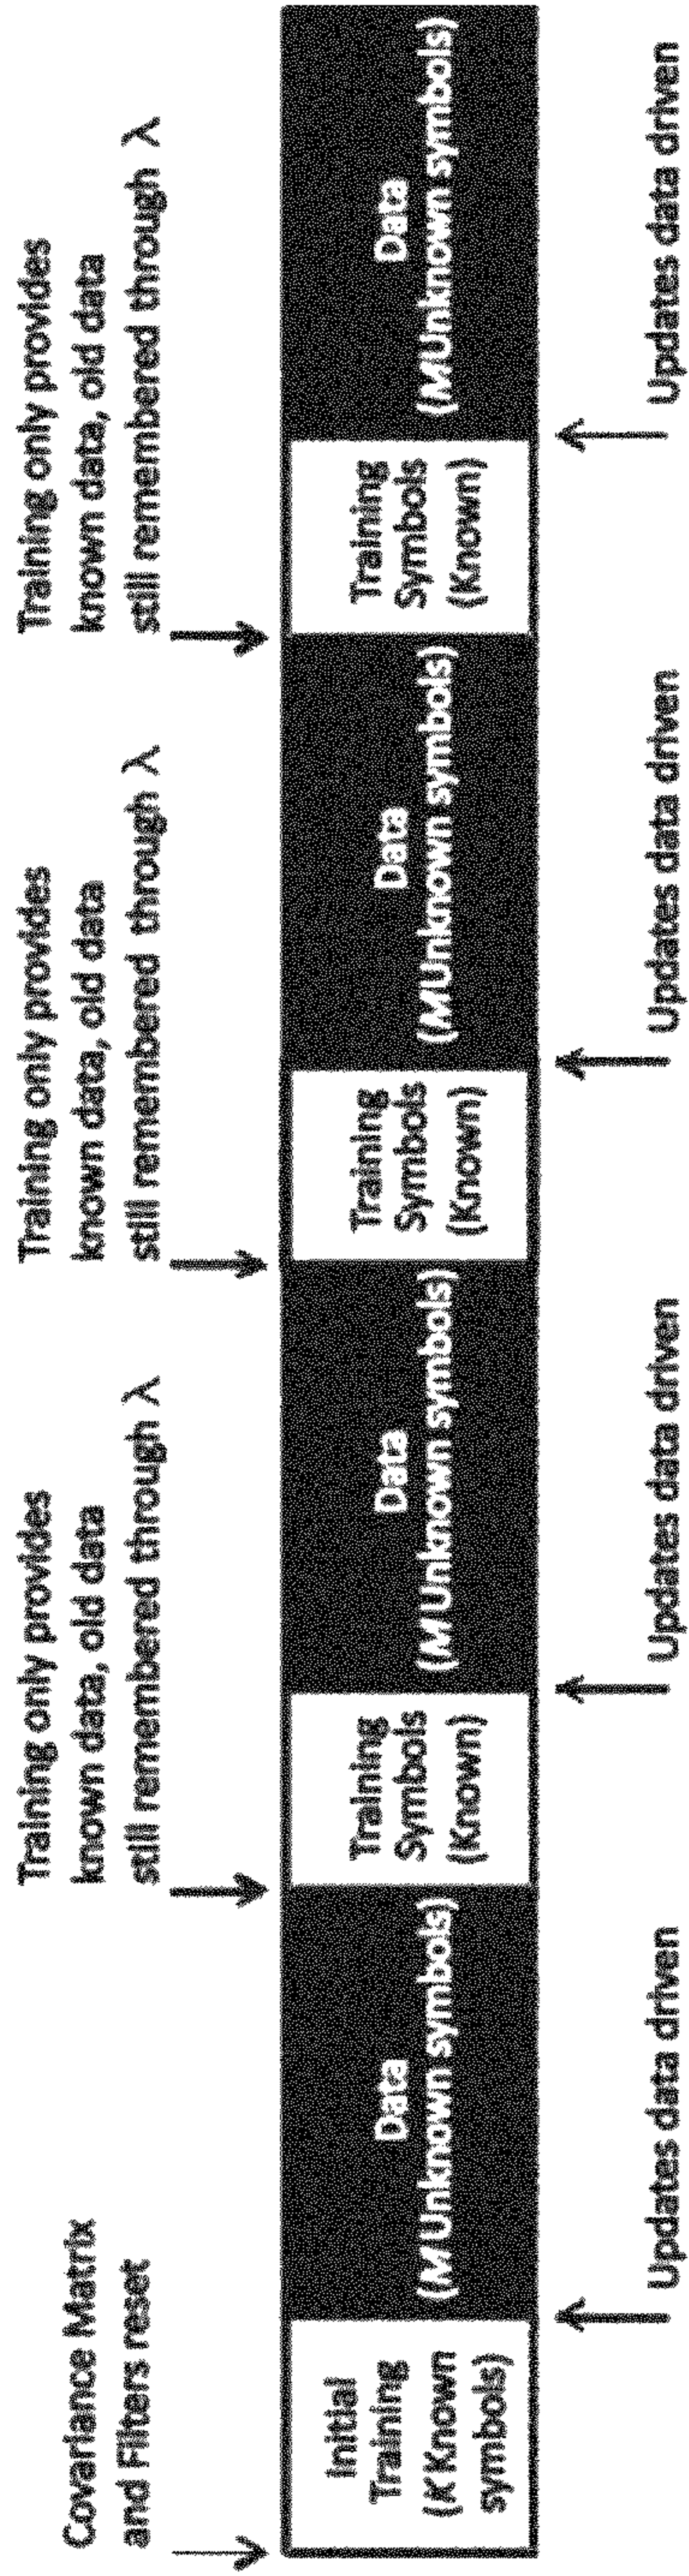 Covariance Matrix
and Filters reset
Training only provides
known data, old data
still remembered through λ
Training only provides
known data, old data
still remembered through λ
Training only provides
known data, old data
still remembered through λ
Initial
Training
(K Known
symbols)
Data
(M Unknown symbols)
Training
Symbols
(Known)
Data
(M Unknown symbols)
Training
Symbols
(Known)
Data
(MUnknown symbols)
Training
Symbols
(Known)
Data
(MUnknown symbols)
Updates data driven
Updates data driven
Updates data driven
Updates data driven